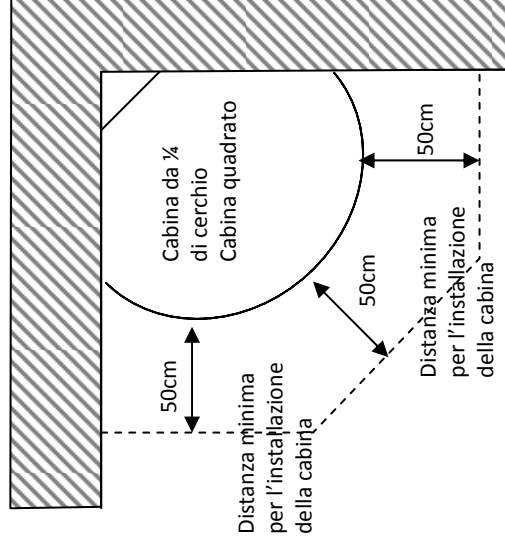 Cabina da ¼
di cerchio
Cabina quadrato
50cm
50cm
50cm
Distanza minima
per l’installazione
della cabina
Distanza minima
per l’installazione
della cabina